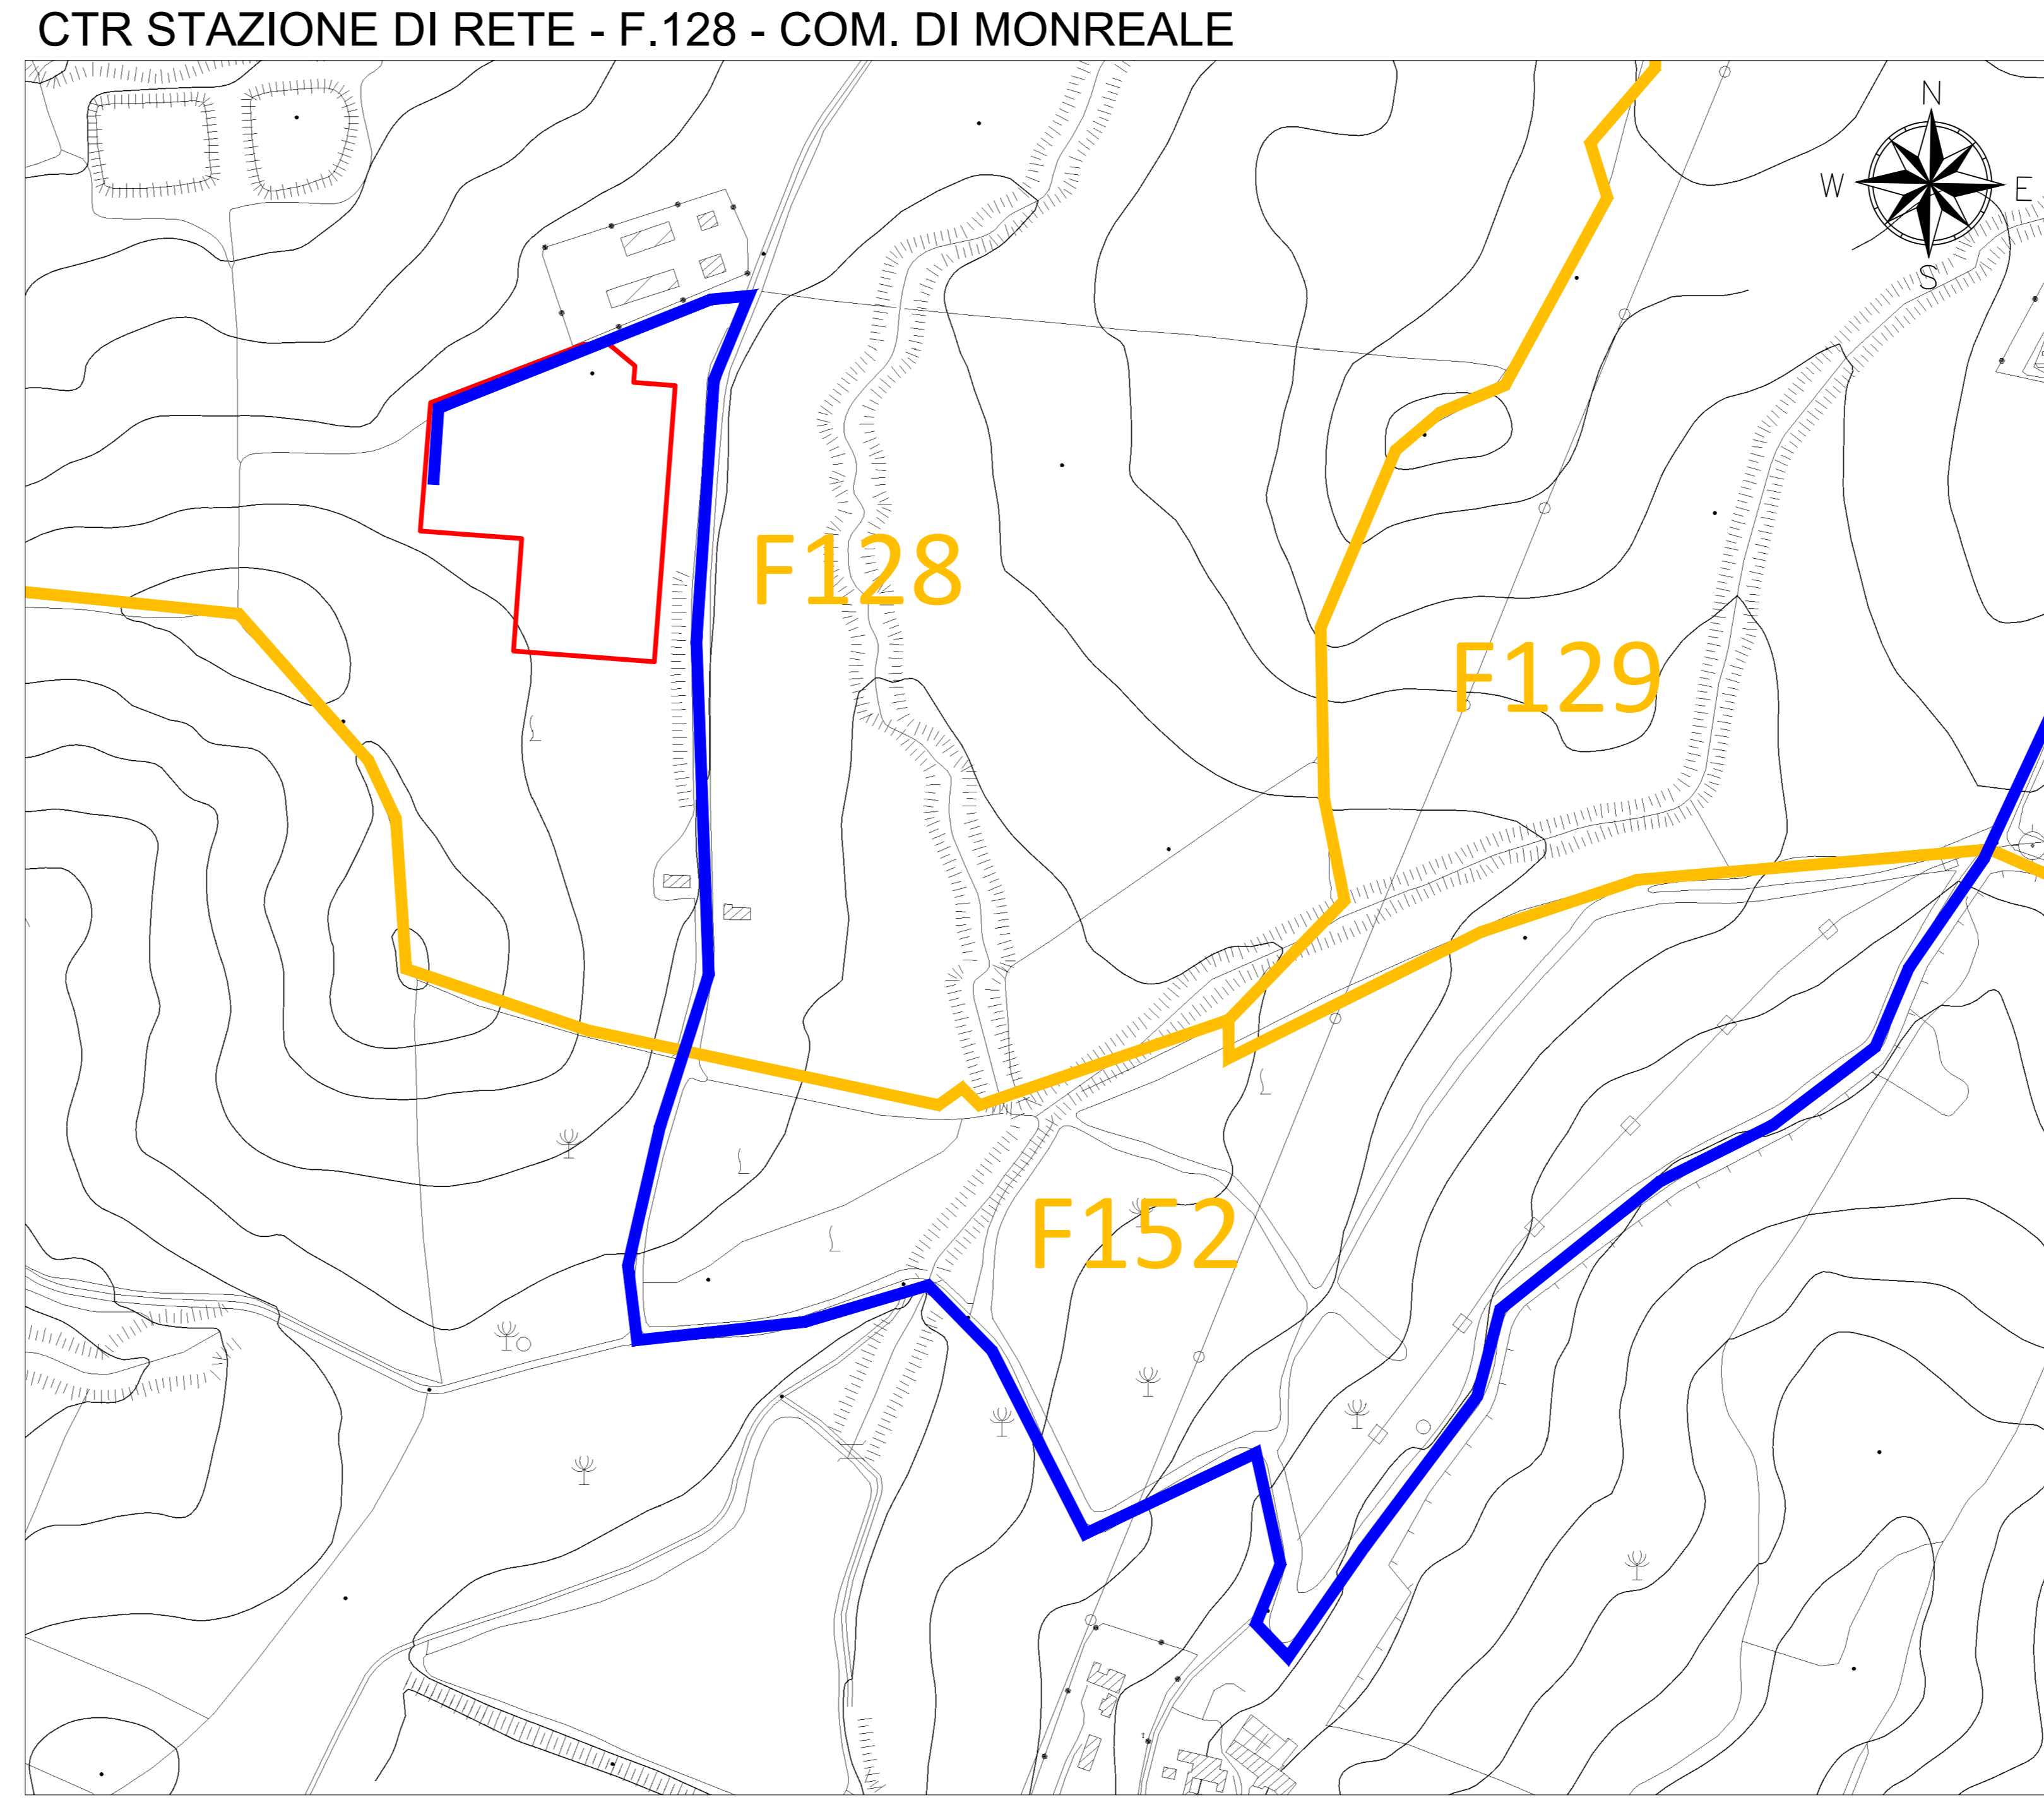 CTR STAZIONE DI RETE - F.128 - COM. DI MONREALE
N
W
E
S
F128
F129
F152